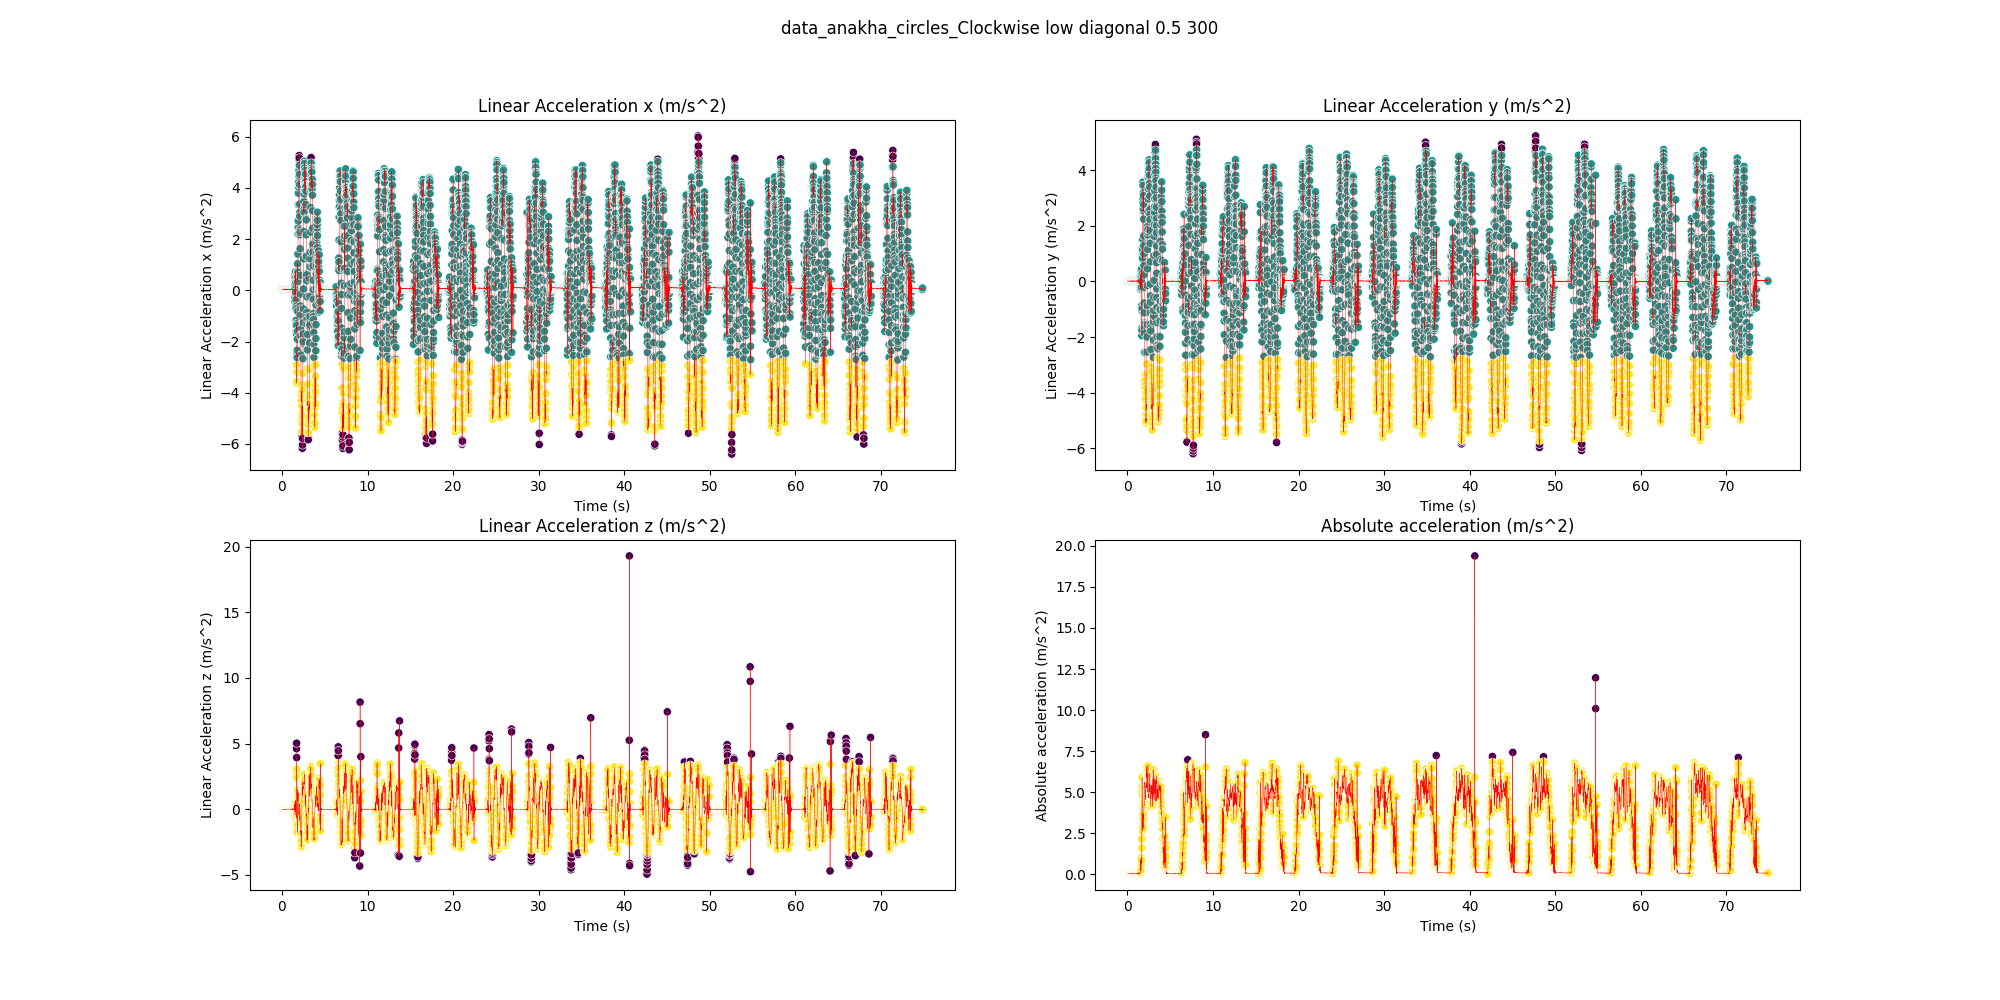 data_anakha_circles_Clockwise low diagonal 0.5 300
Linear Acceleration x (m/s^2)
Linear Acceleration x (m/s^2)
6
4
2
0
−2
−4
−6
0 10 20 30 40 50 60 70
Time (s)
Linear Acceleration y (m/s^2)
Linear Acceleration y (m/s^2)
4
2
0
−2
−4
−6
0 10 20 30 40 50 60 70
Time (s)
Linear Acceleration z (m/s^2)
Linear Acceleration z (m/s^2)
20
15
10
5
0
−5
0 10 20 30 40 50 60 70
Time (s)
Absolute acceleration (m/s^2)
Absolute acceleration (m/s^2)
20.0
17.5
15.0
12.5
10.0
7.5
5.0
2.5
0.0
0 10 20 30 40 50 60 70
Time (s)